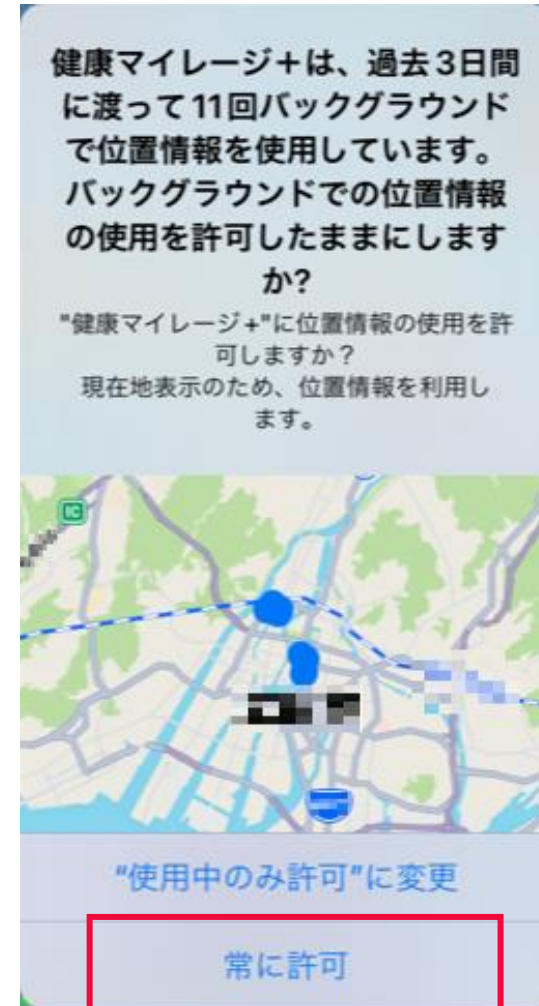 健康マイレージ＋は、過去3日間
に渡って11回バックグラウンド
で位置情報を使用しています。
バックグラウンドでの位置情報
の使用を許可したままにします
か?
"健康マイレージ+"に位置情報の使用を許
可しますか？
現在地表示のため、位置情報を利用し
ます。
“使用中のみ許可”に変更
常に許可